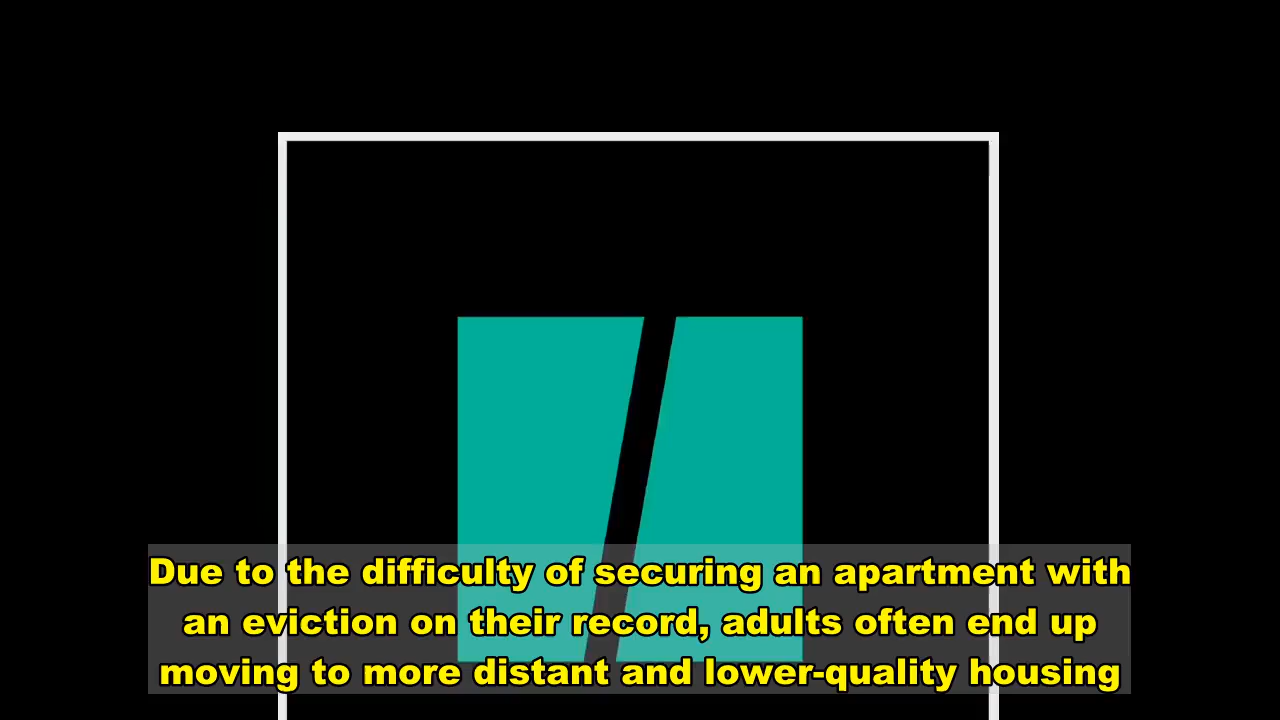 Due to the difficulty of securing an apartment with
an eviction on their record, adults often end up
moving to more distant and lower-quality housing